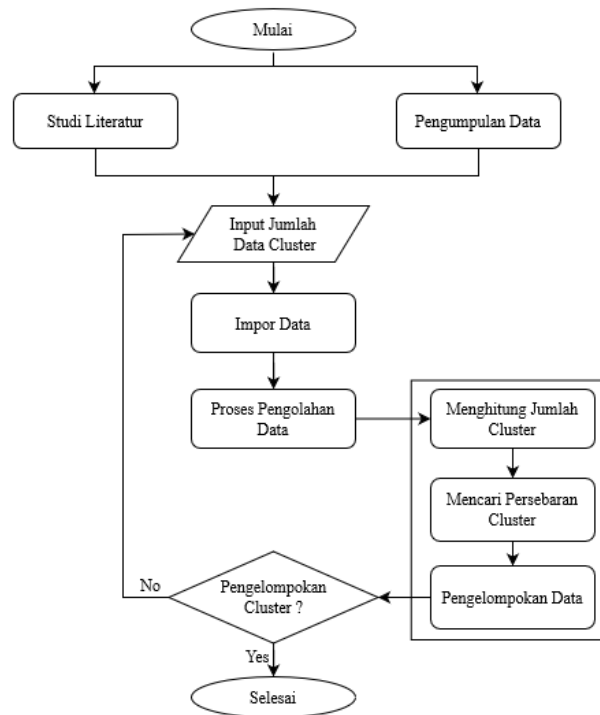 Mulai
Studi Literatur
Pengumpulan Data
Input Jumlah
Data Cluster
Impor Data
Proses Pengolahan
Data
Menghitung Jumlah
Cluster
Mencari Persebaran
Cluster
Pengelompokan Data
Pengelompokan
Cluster ?
No
Yes
Selesai